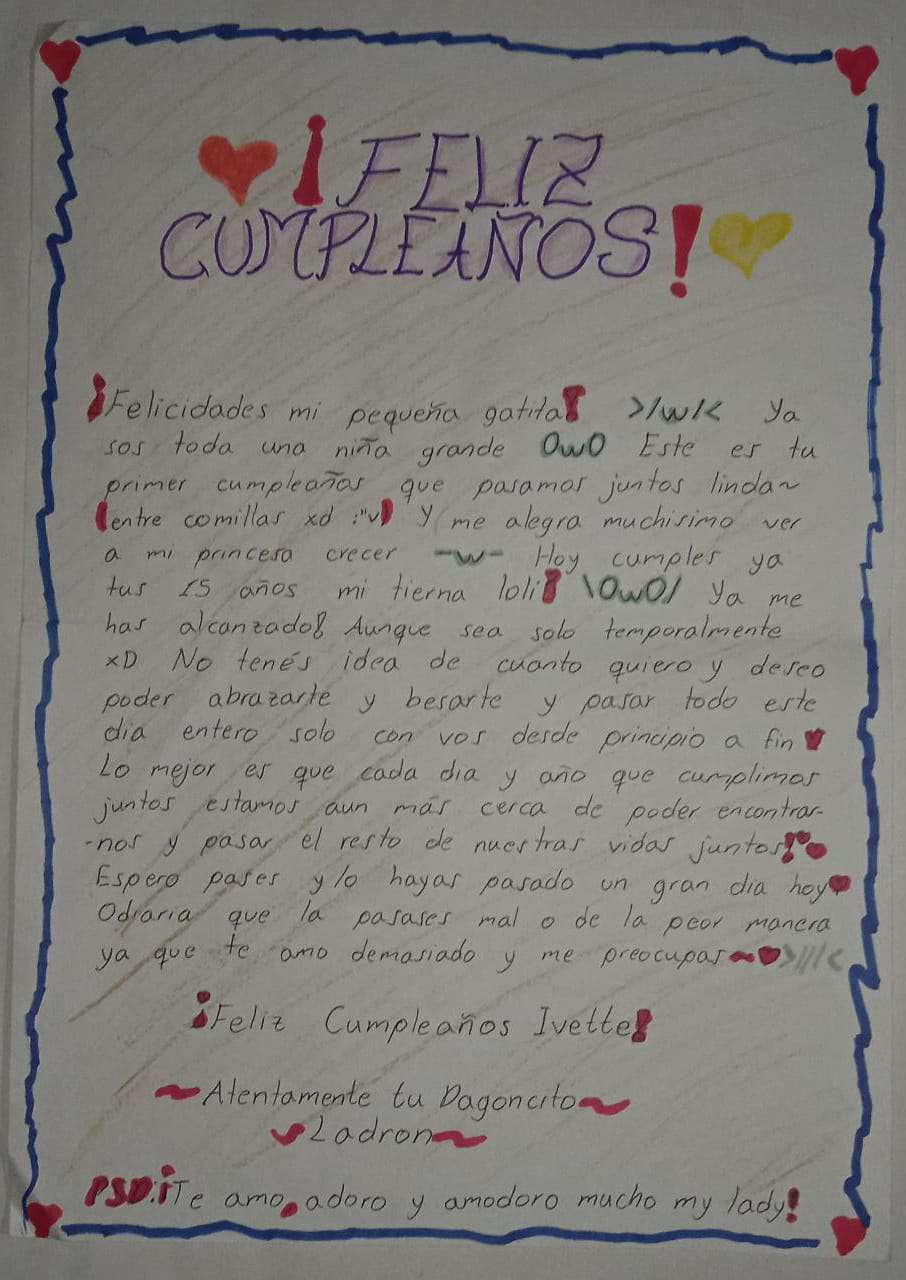 ¡FELIZ
CUMPLEAÑOS!
¡Felicidades mi pequeña gatita! >/w/< Ya
sos toda una niña grande OwO Este es tu
primer cumpleaños que pasamos juntos linda~
(entre comillas xd :"v) Y me alegra muchisimo ver
a mi princesa crecer -w- Hoy cumples ya
tus 15 años mi tierna loli! \OwO/ Ya me
has alcanzado! Aunque sea solo temporalmente
xD No tenés idea de cuanto quiero y deseo
poder abrazarte y besarte y pasar todo este
dia entero solo con vos desde principio a fin
Lo mejor es que cada dia y año que cumplimos
juntos estamos aun más cerca de poder encontrar-
-nos y pasar el resto de nuestras vidas juntos!
Espero pases y/o hayas pasado un gran dia hoy
Odiaria que la pasases mal o de la peor manera
ya que te amo demasiado y me preocupas~ >///<
¡Feliz Cumpleaños Ivette!
~Atentamente tu Dagoncito~
~Ladron~
PSD:¡Te amo, adoro y amodoro mucho my lady!